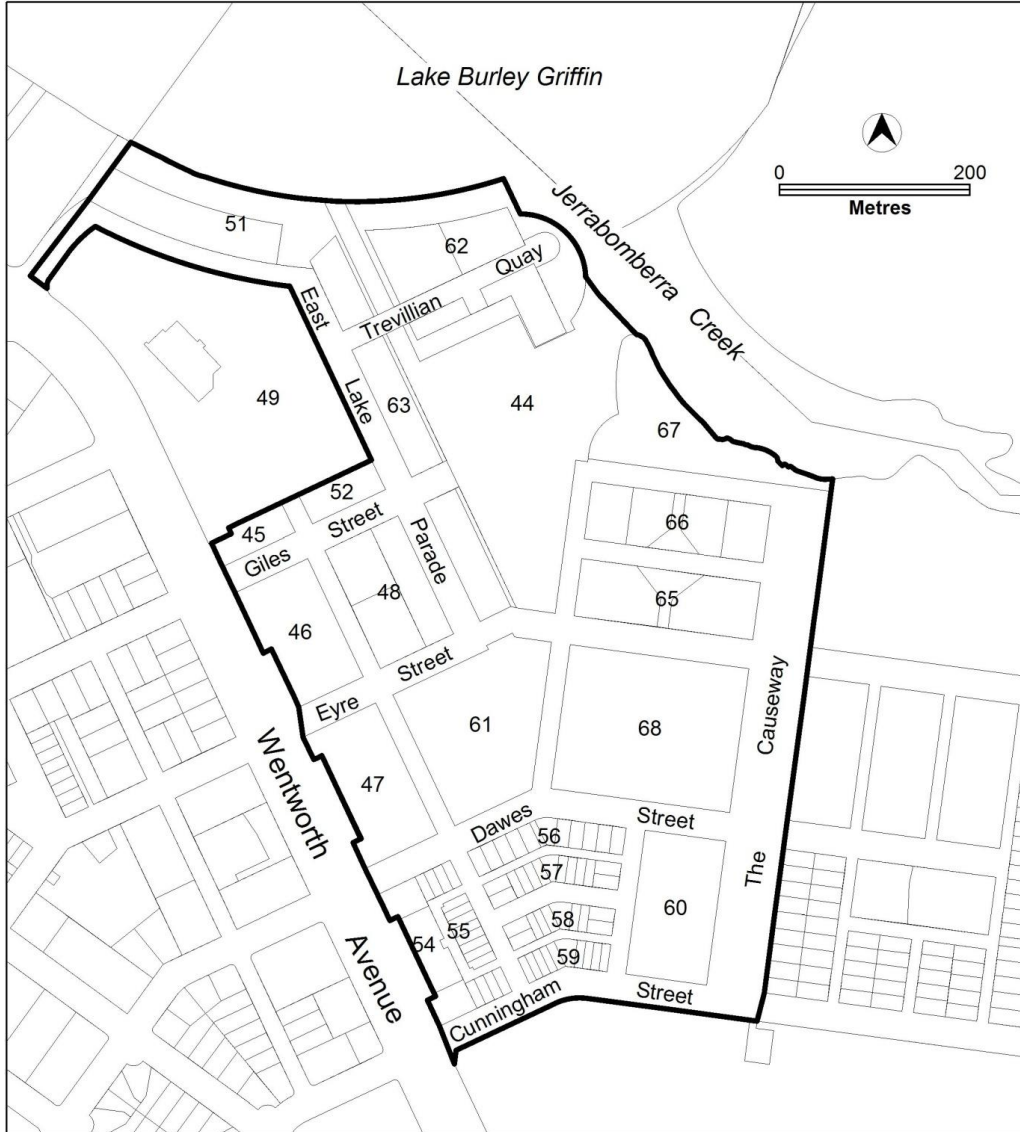 Lake Burley Griffin
0 200
Metres
Jerrabomberra Creek
51
62
Trevillian Quay
East Lake Parade
49
63
44
67
52
45
Giles Street
66
48
65
46
Eyre Street
61
68
The Causeway
47
Wentworth Avenue
Dawes Street
56
57
60
58
55
54
59
Cunningham Street